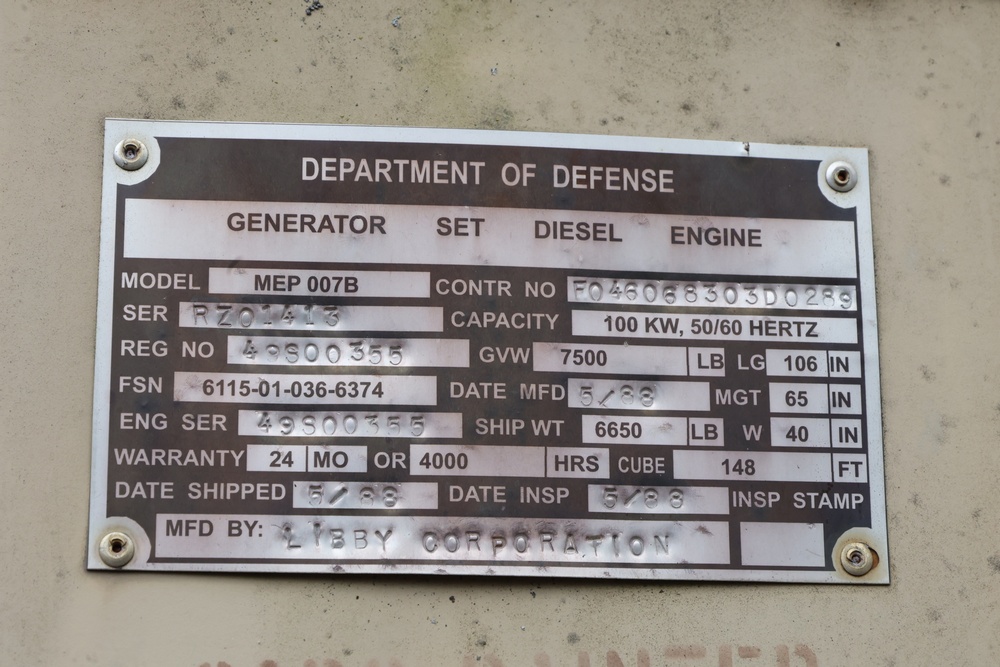 DEPARTMENT OF DEFENSE
GENERATOR SET DIESEL ENGINE
MODEL MEP 007B CONTR NO F046068303D0289
SER RZ01413 CAPACITY 100 KW, 50/60 HERTZ
REG NO 49S00355 GVW 7500 LB LG 106 IN
FSN 6115-01-036-6374 DATE MFD 5/88 MGT 65 IN
ENG SER 49S00355 SHIP WT 6650 LB W 40 IN
WARRANTY 24 MO OR 4000 HRS CUBE 148 FT
DATE SHIPPED 5/88 DATE INSP 5/88 INSP STAMP
MFD BY: LIBBY CORPORATION